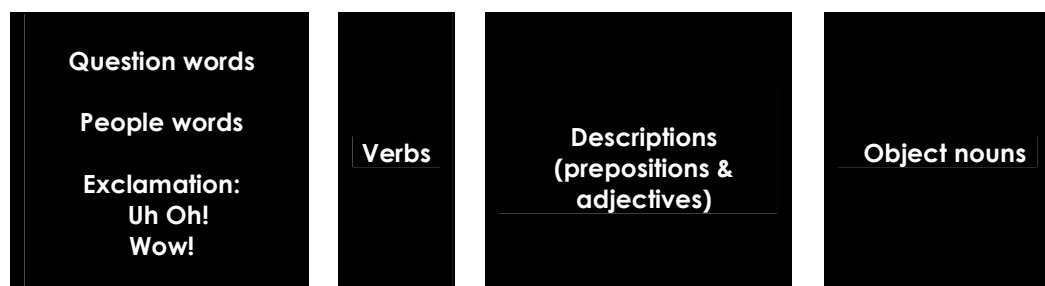 Question words
People words
Exclamation:
Uh Oh!
Wow!
Verbs
Descriptions
(prepositions &
adjectives)
Object nouns